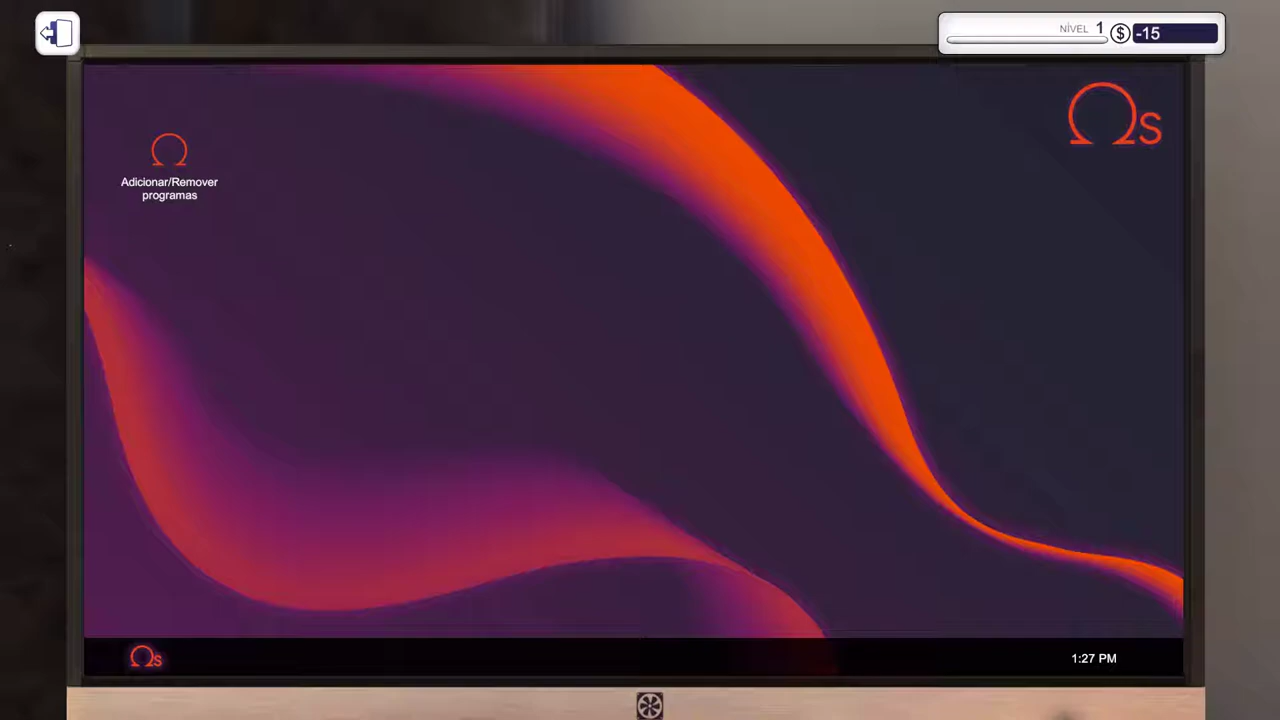 NÍVEL 1 $ -15
Ωs
Adicionar/Remover
programas
Ωs
1:27 PM